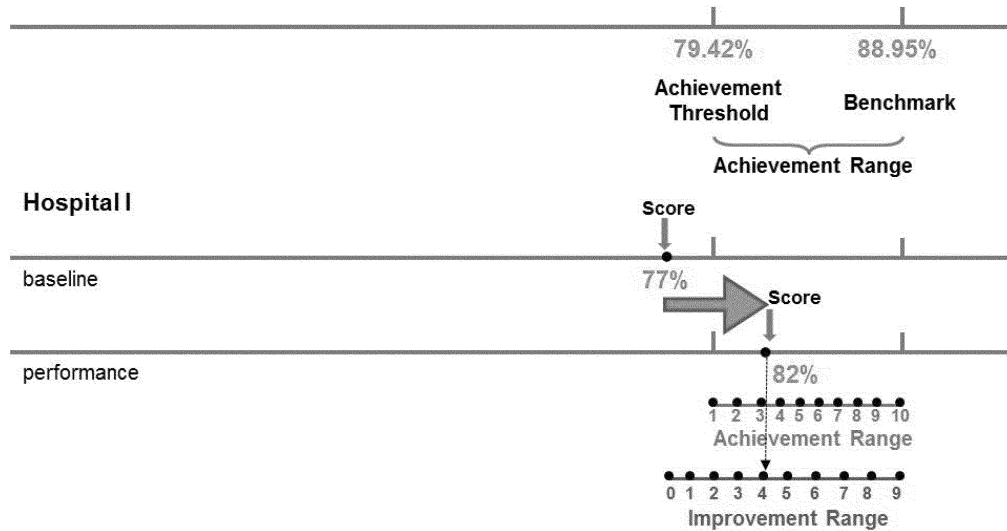 79.42% 88.95%
Achievement Threshold Benchmark
Achievement Range
Hospital I
Score
baseline
77%
Score
performance
82%
1 2 3 4 5 6 7 8 9 10
Achievement Range
0 1 2 3 4 5 6 7 8 9
Improvement Range